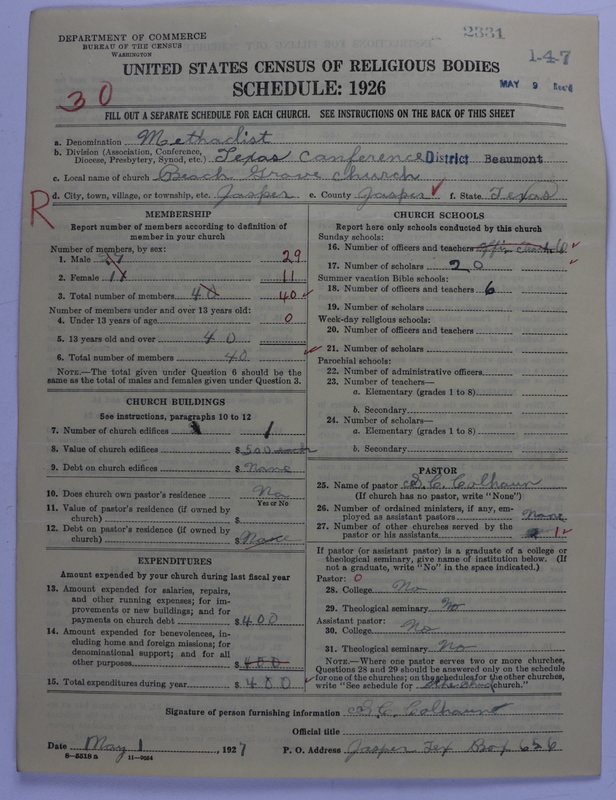 2331
147
DEPARTMENT OF COMMERCE
BUREAU OF THE CENSUS
WASHINGTON
MAY 9 Rec'd
UNITED STATES CENSUS OF RELIGIOUS BODIES
SCHEDULE: 1926
30
FILL OUT A SEPARATE SCHEDULE FOR EACH CHURCH. SEE INSTRUCTIONS ON THE BACK OF THIS SHEET
a. Denomination Methodist
b. Division (Association, Conference, Diocese, Presbytery, Synod, etc.) Texas Conference District Beaumont
c. Local name of church Beach Grove Church
R
d. City, town, village, or township, etc. Jasper e. County Jasper f. State Texas
MEMBERSHIP
Report number of members according to definition of
member in your church
Number of members, by sex:
1. Male 29
2. Female 11 11
3. Total number of members 40 40
Number of members under and over 13 years old:
4. Under 13 years of age 0
5. 13 years old and over 40
6. Total number of members 40
NOTE.—The total given under Question 6 should be
same as the total of males and females given under Question 3.
CHURCH BUILDINGS
See instructions, paragraphs 10 to 12
7. Number of church edifices 1
8. Value of church edifices $ 500
9. Debt on church edifices $ None
10. Does church own pastor's residence No
Yes or No
11. Value of pastor's residence (if owned by
church) $
12. Debt on pastor's residence (if owned by
church) $ None
EXPENDITURES
Amount expended by your church during last fiscal year
13. Amount expended for salaries, repairs,
and other running expenses; for im-
provements or new buildings; and for
payments on church debt $ 400
14. Amount expended for benevolences, in-
cluding home and foreign missions; for
denominational support; and for all
other purposes $ 400
15. Total expenditures during year $ 400
CHURCH SCHOOLS
Report here only schools conducted by this church
Sunday schools:
16. Number of officers and teachers
17. Number of scholars 20
Summer vacation Bible schools:
18. Number of officers and teachers 6
19. Number of scholars
Week-day religious schools:
20. Number of officers and teachers
21. Number of scholars
Parochial schools:
22. Number of administrative officers
23. Number of teachers—
a. Elementary (grades 1 to 8)
b. Secondary
24. Number of scholars—
a. Elementary (grades 1 to 8)
b. Secondary
PASTOR
25. Name of pastor S. C. Colhaun
(If church has no pastor, write "None")
26. Number of ordained ministers, if any, em-
ployed as assistant pastors None
27. Number of other churches served by the
pastor or his assistants 1
If pastor (or assistant pastor) is a graduate of a college or
theological seminary, give name of institution below. (If
not a graduate, write "No" in the space indicated.)
Pastor: 0
28. College No
29. Theological seminary No
Assistant pastor:
30. College No
31. Theological seminary No
NOTE.—Where one pastor serves two or more churches,
Questions 28 and 29 should be answered only on the schedule
for one of the churches; on the schedules for the other churches,
write "See schedule for church."
Signature of person furnishing information S. C. Colhaun
Official title
Date May 1, 1927 P. O. Address Jasper Tex Box 656
8-5318 a 11-9054